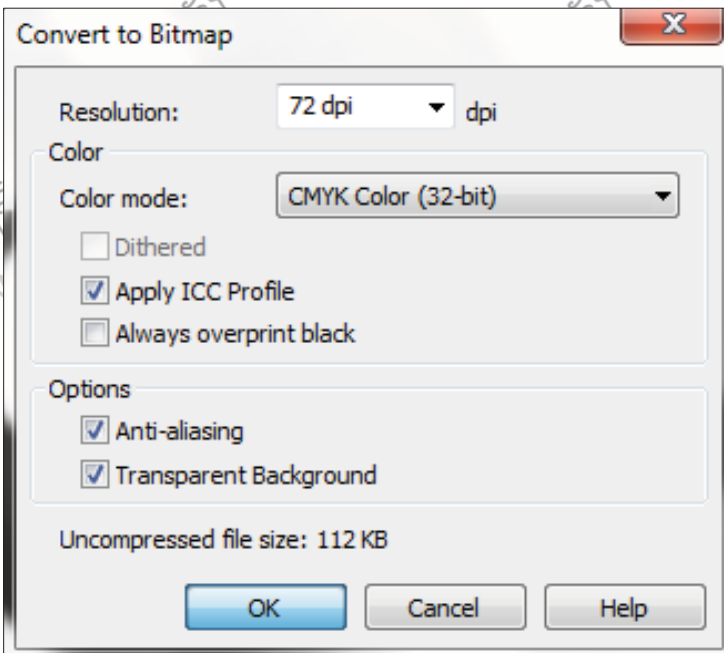 Convert to Bitmap
Resolution: 72 dpi dpi
Color
Color mode: CMYK Color (32-bit)
Dithered
Apply ICC Profile
Always overprint black
Options
Anti-aliasing
Transparent Background
Uncompressed file size: 112 KB
OK Cancel Help